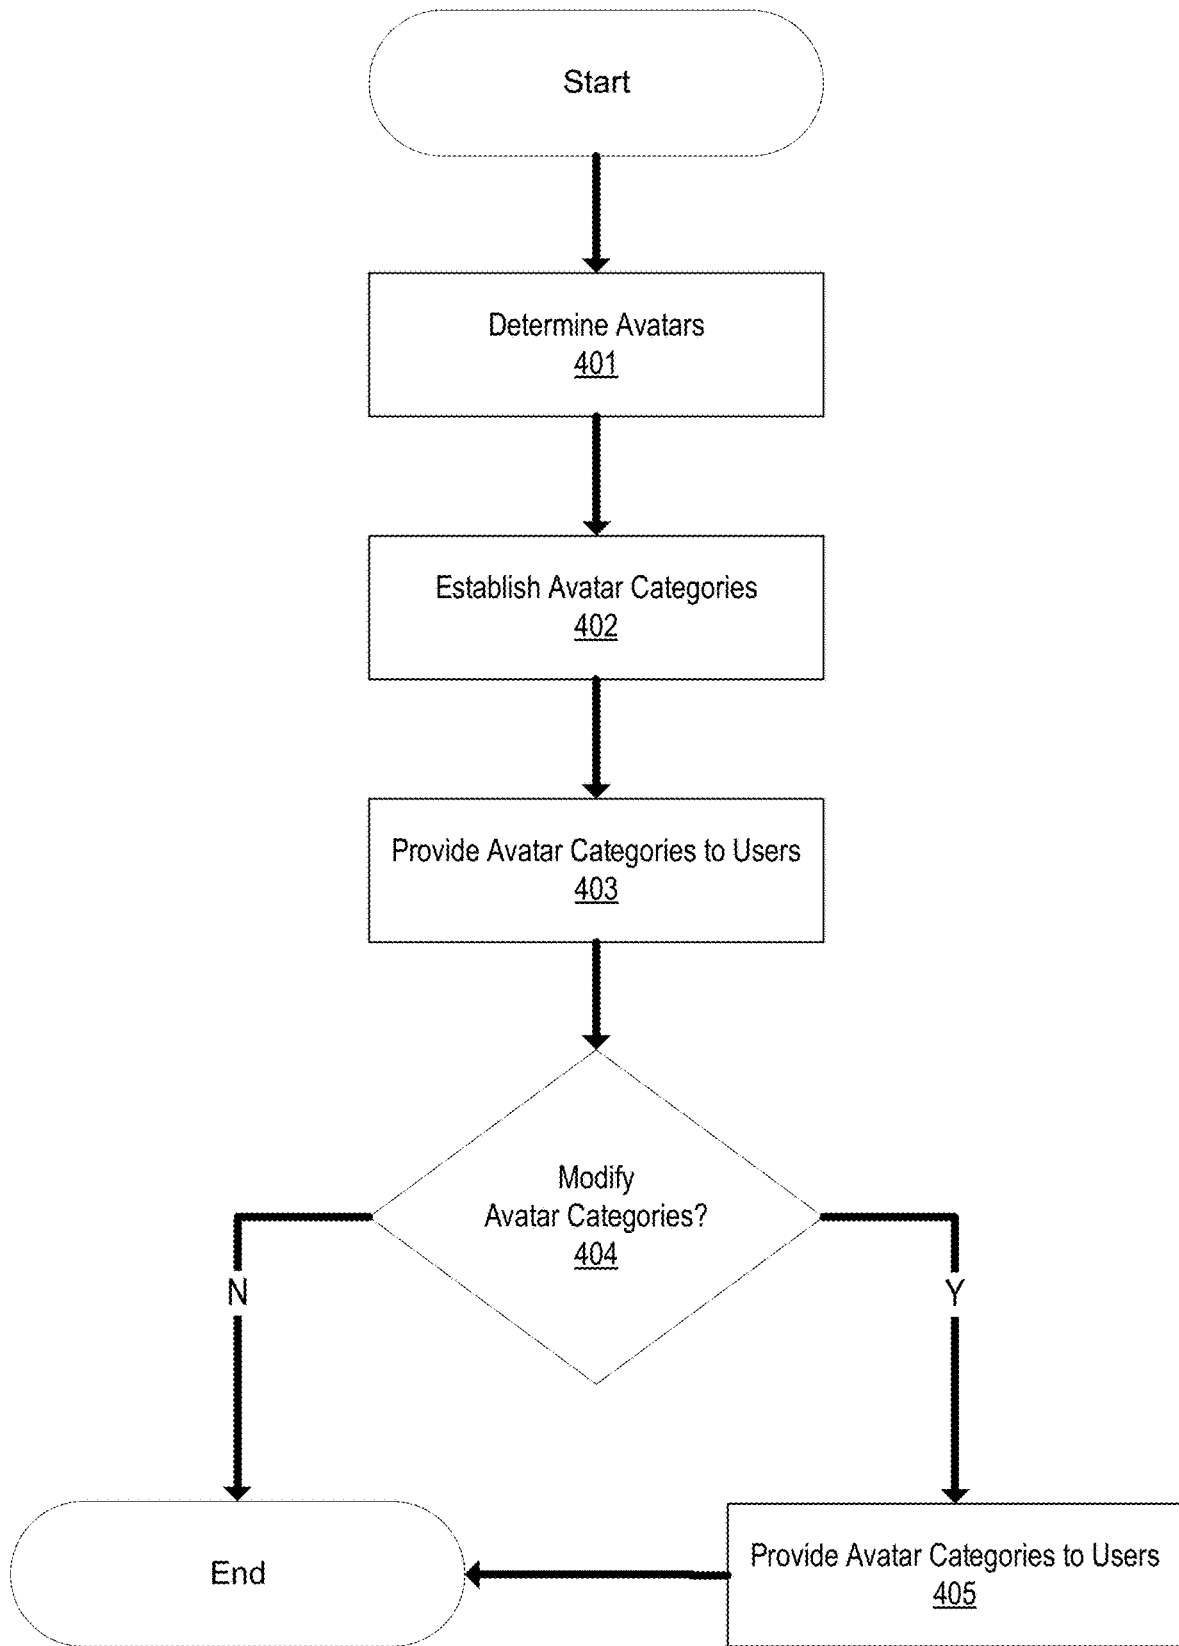 Start
Determine Avatars
401
Establish Avatar Categories
402
Provide Avatar Categories to Users
403
Modify
Avatar Categories?
404
N
Y
End
Provide Avatar Categories to Users
405